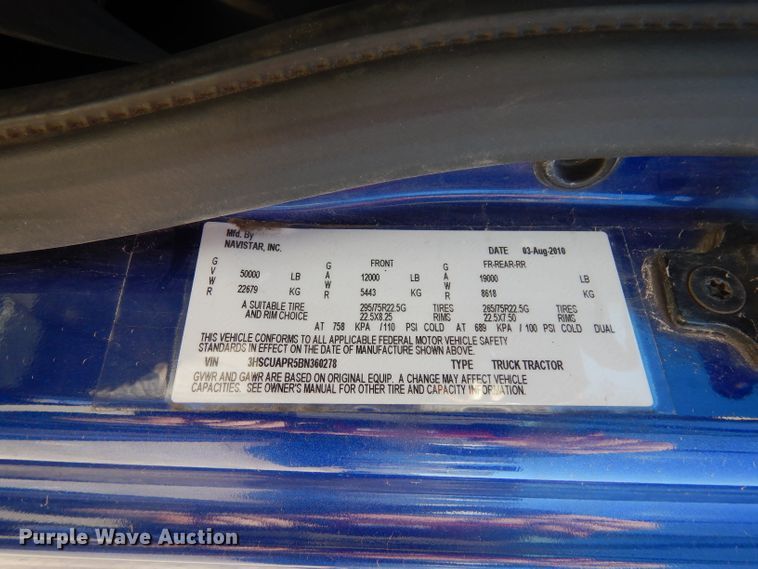 Mfd. By
NAVISTAR, INC.
DATE 03-Aug-2010
G G FRONT G FR-REAR-RR
V 50000 LB A 12000 LB A 19000 LB
W W W
R 22679 KG R 5443 KG R 8618 KG
A SUITABLE TIRE 295/75R22.5G TIRES 265/75R22.5G TIRES
AND RIM CHOICE 22.5X8.25 RIMS 22.5X7.50 RIMS
AT 758 KPA /110 PSI COLD AT 689 KPA /100 PSI COLD DUAL
THIS VEHICLE CONFORMS TO ALL APPLICABLE FEDERAL MOTOR VEHICLE SAFETY
STANDARDS IN EFFECT ON THE DATE OF MANUFACTURE SHOWN ABOVE.
VIN 3HSCUAPR5BN360278 TYPE TRUCK TRACTOR
GVWR AND GAWR ARE BASED ON ORIGINAL EQUIP. A CHANGE MAY AFFECT VEHICLE
CAPACITIES. SEE OWNER'S MANUAL FOR OTHER TIRE AND CAPACITY INFORMATION.
Purple Wave Auction